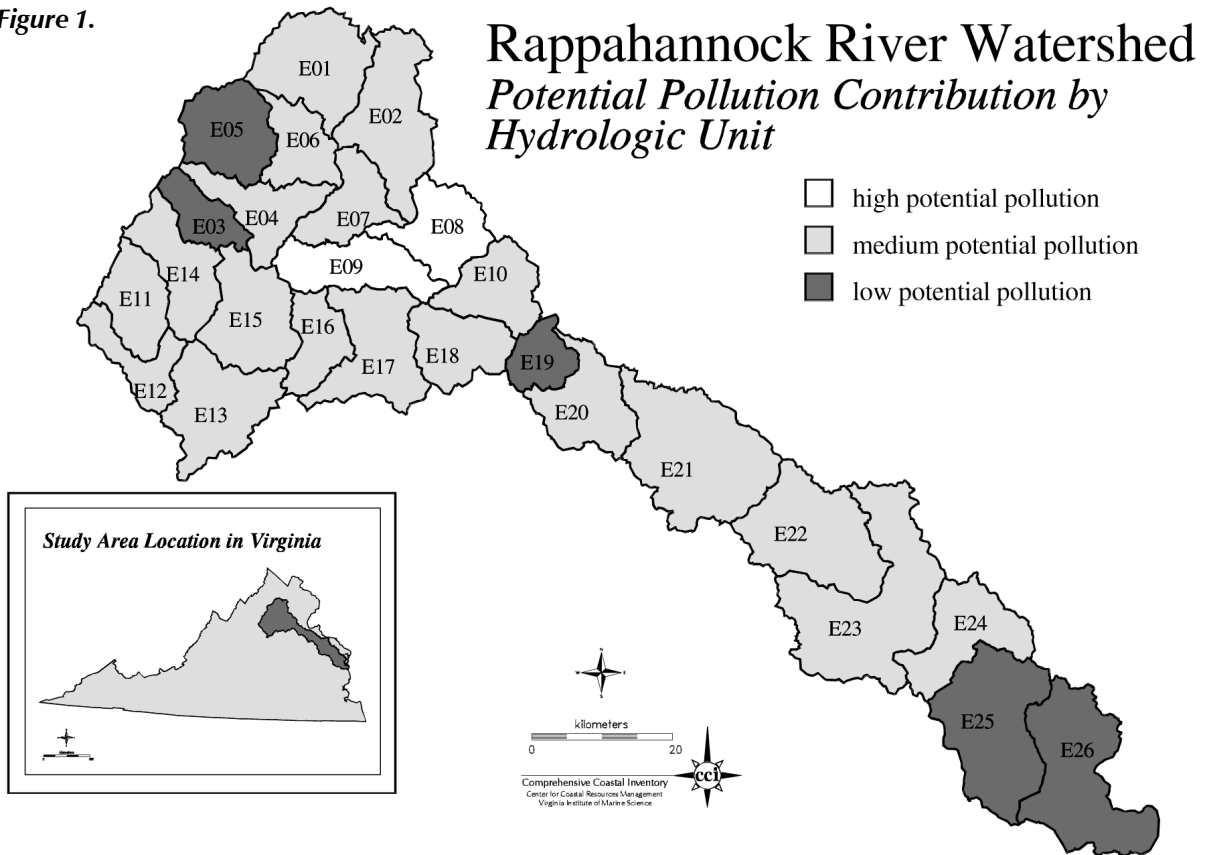 Figure 1.
Rappahannock River Watershed
Potential Pollution Contribution by
Hydrologic Unit
high potential pollution
medium potential pollution
low potential pollution
E01
E02
E05
E06
E03
E04
E07
E08
E09
E10
E14
E11
E15
E16
E17
E18
E19
E12
E13
E20
E21
E22
E23
E24
E25
E26
Study Area Location in Virginia
kilometers
N
W
E
S
kilometers
0
20
Comprehensive Coastal Inventory
Center for Coastal Resources Management
Virginia Institute of Marine Science
cci